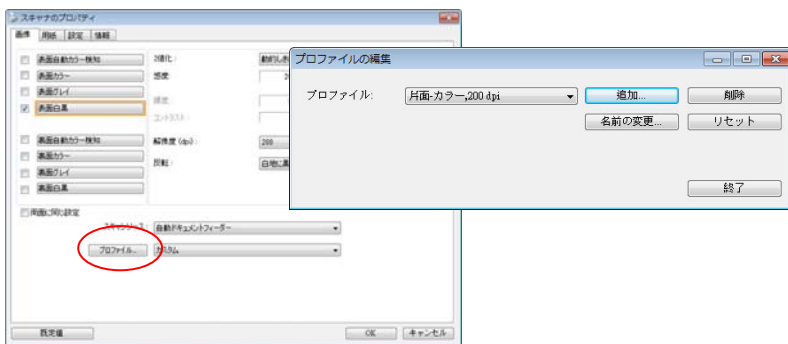 スキャナのプロパティ
画像 用紙 設定 情報
表面自動カラー検知
表面カラー
表面グレイ
表面白黒
裏面自動カラー検知
裏面カラー
裏面グレイ
裏面白黒
2値化:
感度:
輝度:
コントラスト:
解像度 (dpi): 200
反転:
両面に同じ設定
スキャンソース: 自動ドキュメントフィーダー
プロファイル... カスタム
既定値 OK キャンセル
プロファイルの編集
プロファイル: 片面-カラー,200 dpi 追加... 削除
名前の変更... リセット
終了